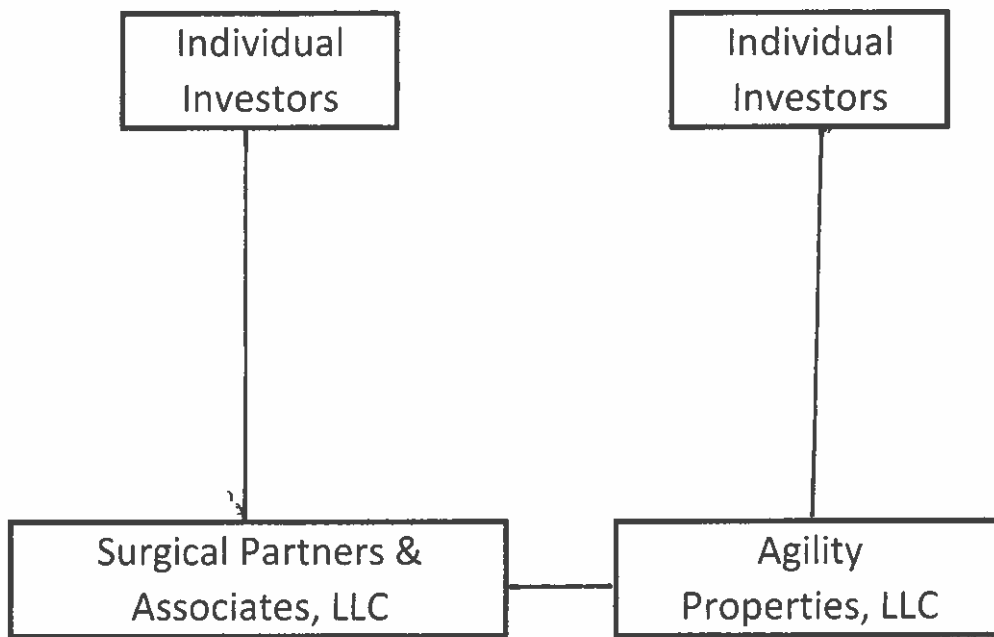 Individual
Investors
Individual
Investors
Surgical Partners &
Associates, LLC
Agility
Properties, LLC